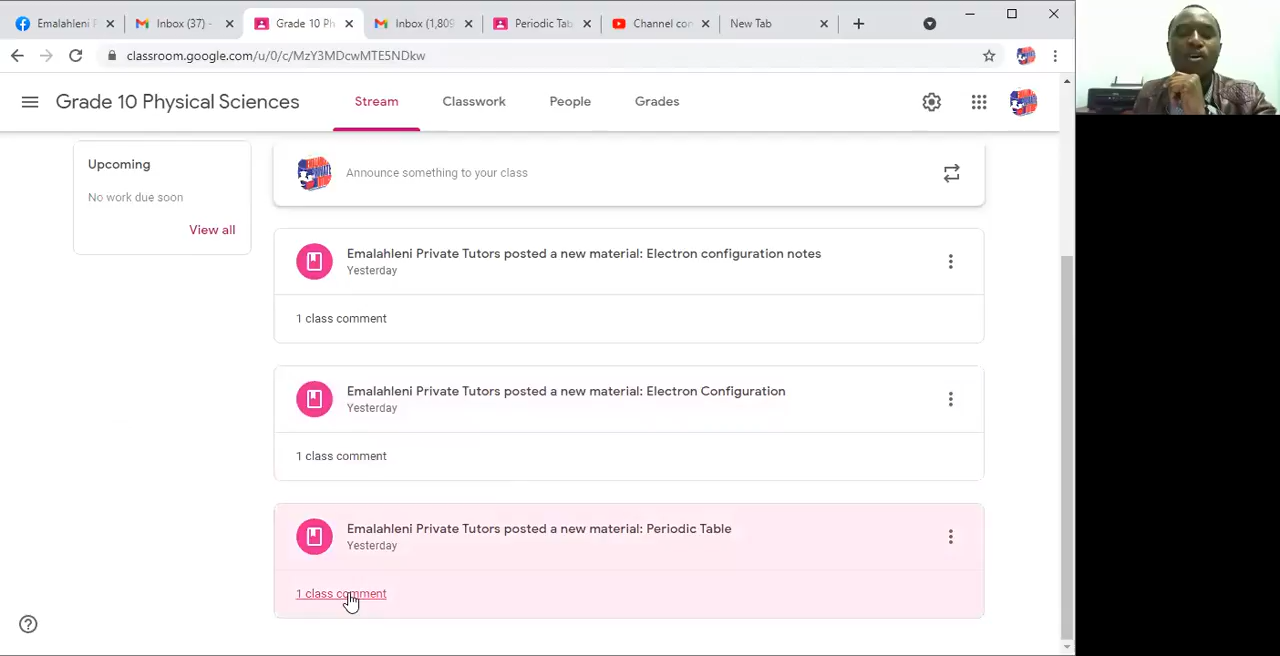 Emalahleni P
Inbox (37) -
Grade 10 Ph
Inbox (1,809
Periodic Tab
Channel con
New Tab
classroom.google.com/u/0/c/MzY3MDcwMTE5NDkw
Grade 10 Physical Sciences
Stream
Classwork
People
Grades
Upcoming
No work due soon
View all
Announce something to your class
Emalahleni Private Tutors posted a new material: Electron configuration notes
Yesterday
1 class comment
Emalahleni Private Tutors posted a new material: Electron Configuration
Yesterday
1 class comment
Emalahleni Private Tutors posted a new material: Periodic Table
Yesterday
1 class comment